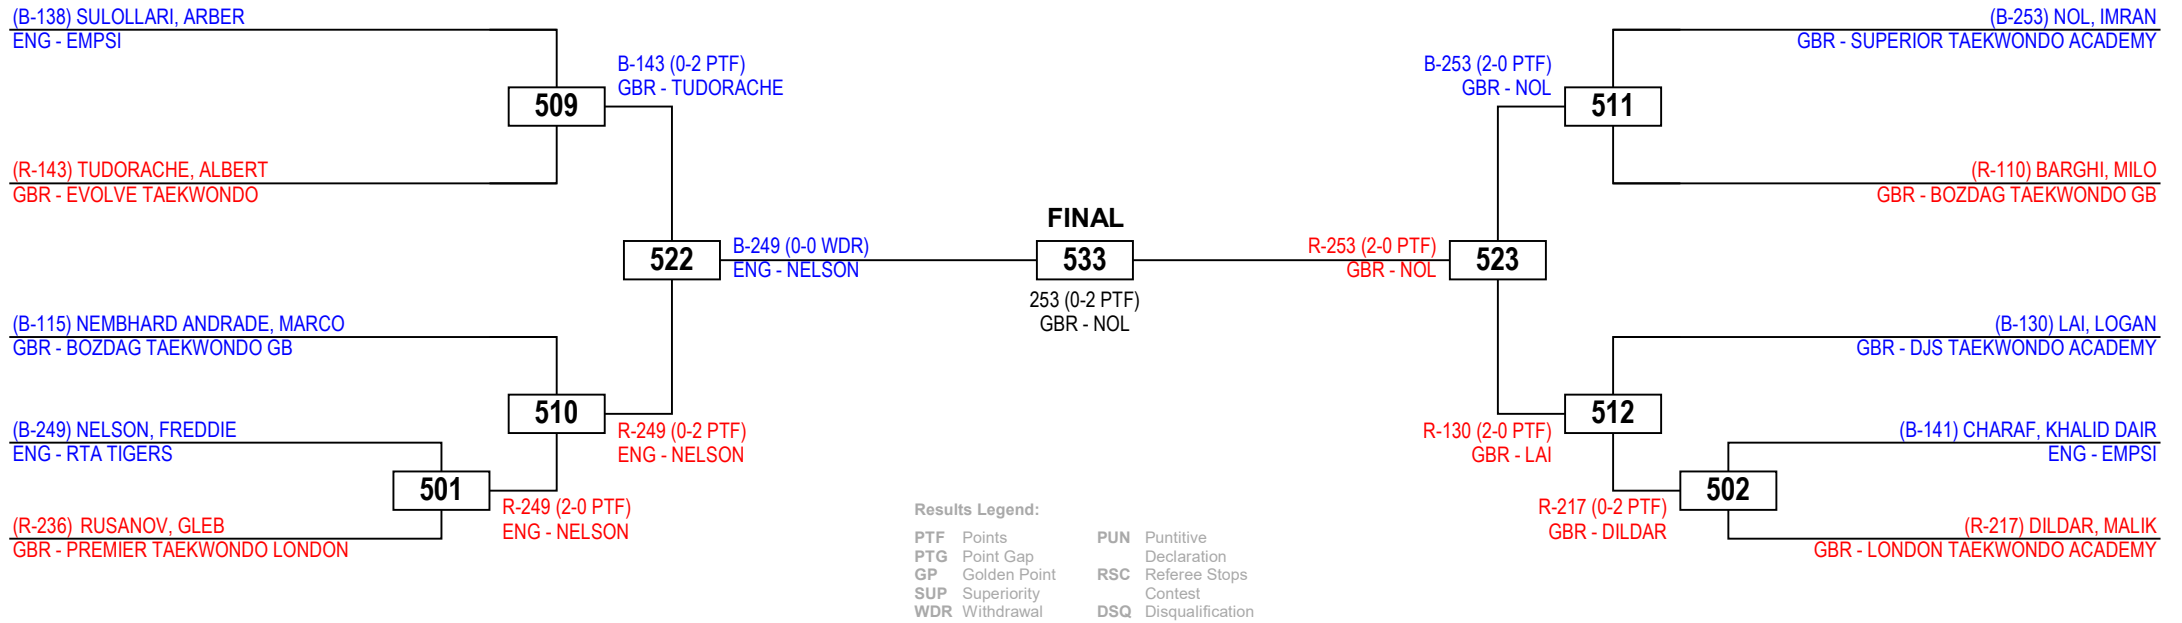 (B-138) SULOLLARI, ARBER
ENG - EMPSI
B-143 (0-2 PTF)
GBR - TUDORACHE
509
(R-143) TUDORACHE, ALBERT
GBR - EVOLVE TAEKWONDO
522
B-249 (0-0 WDR)
ENG - NELSON
(B-115) NEMBHARD ANDRADE, MARCO
GBR - BOZDAG TAEKWONDO GB
510
R-249 (0-2 PTF)
ENG - NELSON
(B-249) NELSON, FREDDIE
ENG - RTA TIGERS
501
R-249 (2-0 PTF)
ENG - NELSON
(R-236) RUSANOV, GLEB
GBR - PREMIER TAEKWONDO LONDON
FINAL
533
253 (0-2 PTF)
GBR - NOL
(B-253) NOL, IMRAN
GBR - SUPERIOR TAEKWONDO ACADEMY
B-253 (2-0 PTF)
GBR - NOL
511
(R-110) BARGHI, MILO
GBR - BOZDAG TAEKWONDO GB
R-253 (2-0 PTF)
GBR - NOL
523
(B-130) LAI, LOGAN
GBR - DJS TAEKWONDO ACADEMY
512
R-130 (2-0 PTF)
GBR - LAI
(B-141) CHARAF, KHALID DAIR
ENG - EMPSI
502
R-217 (0-2 PTF)
GBR - DILDAR
(R-217) DILDAR, MALIK
GBR - LONDON TAEKWONDO ACADEMY
Results Legend:
PTF Points
PTG Point Gap
GP Golden Point
SUP Superiority
WDR Withdrawal
PUN Puntitive
Declaration
RSC Referee Stops
Contest
DSQ Disqualification